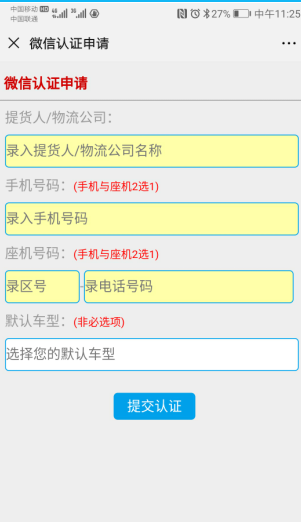 中国移动 HD 4G 3G 27% 中午11:25
中国联通
微信认证申请
微信认证申请
提货人/物流公司：
录入提货人/物流公司名称
手机号码：(手机与座机2选1)
录入手机号码
座机号码：(手机与座机2选1)
录区号-录电话号码
默认车型：(非必选项)
选择您的默认车型
提交认证